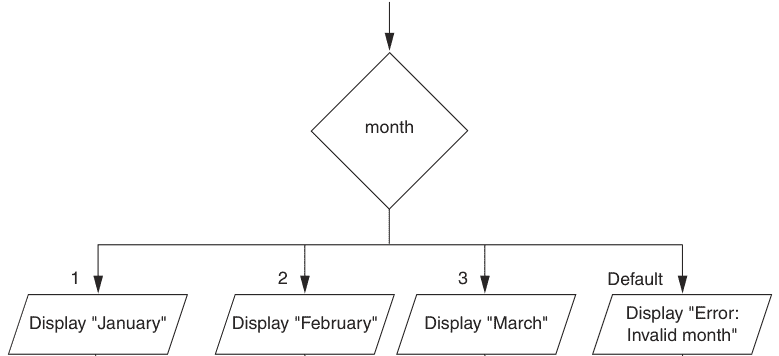 month
1
2
3
Default
Display "January"
Display "February"
Display "March"
Display "Error:
Invalid month"